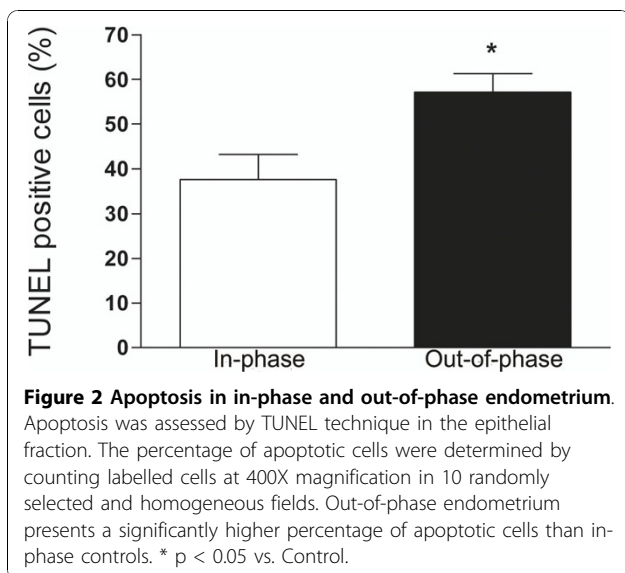 TUNEL positive cells (%)
70
60
50
40
30
20
10
0
*
In-phase
Out-of-phase
Figure 2 Apoptosis in in-phase and out-of-phase endometrium.
Apoptosis was assessed by TUNEL technique in the epithelial
fraction. The percentage of apoptotic cells were determined by
counting labelled cells at 400X magnification in 10 randomly
selected and homogeneous fields. Out-of-phase endometrium
presents a significantly higher percentage of apoptotic cells than in-
phase controls. * p < 0.05 vs. Control.